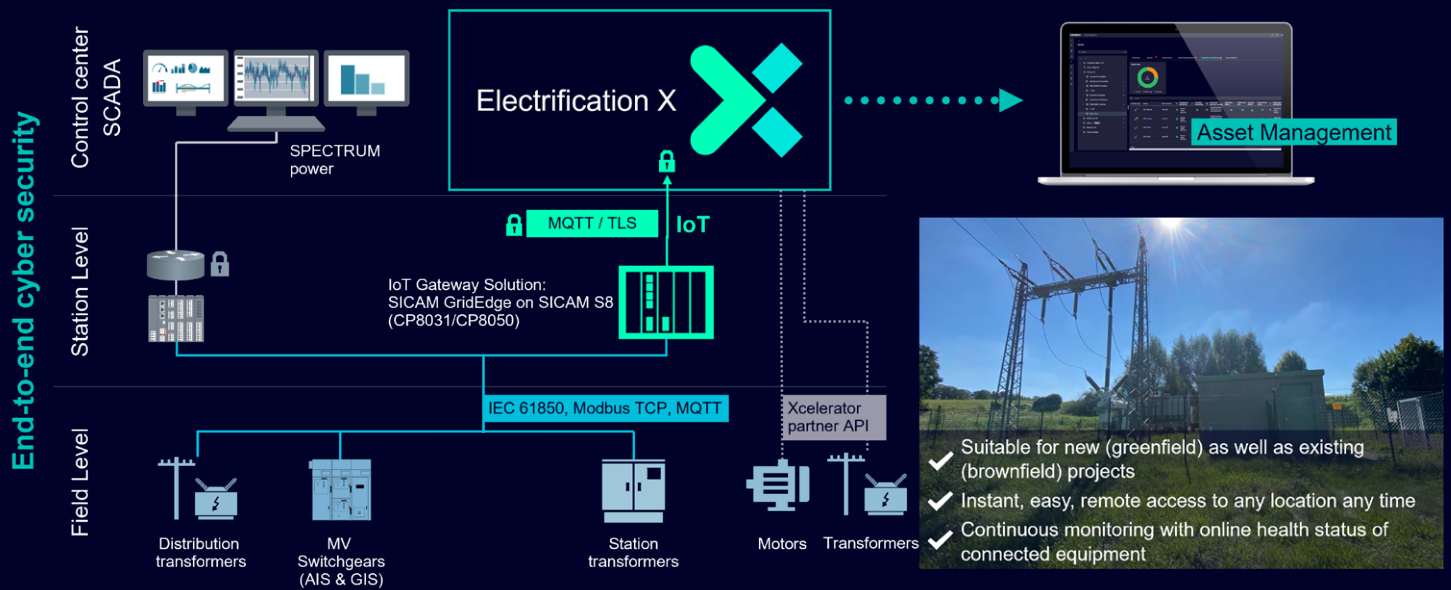 End-to-end cyber security
Control center
SCADA
SPECTRUM
power
Electrification X
Asset Management
Station Level
MQTT / TLS
IoT
IoT Gateway Solution:
SICAM GridEdge on SICAM S8
(CP8031/CP8050)
IEC 61850, Modbus TCP, MQTT
Xcelerator
partner API
Field Level
Distribution
transformers
MV
Switchgears
(AIS & GIS)
Station
transformers
Motors
Transformers
Suitable for new (greenfield) as well as existing
(brownfield) projects
Instant, easy, remote access to any location any time
Continuous monitoring with online health status of
connected equipment